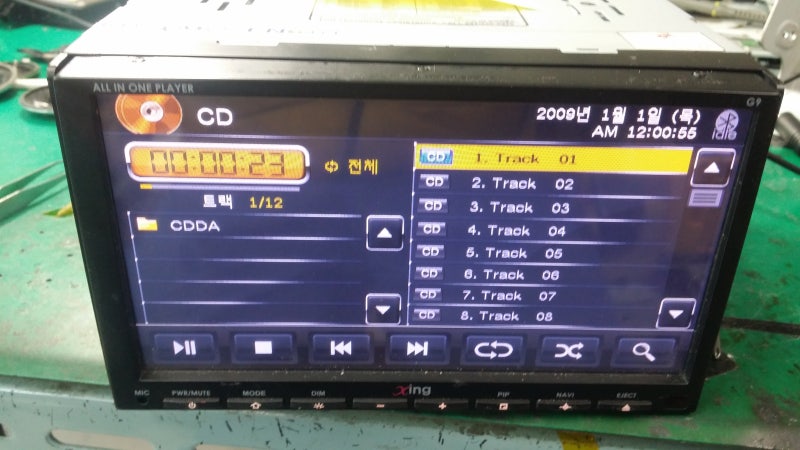 ALL IN ONE PLAYER
G9
CD
2009년 1월 1일 (목)
AM 12:00:55
전체
트랙 1/12
CDDA
CD 1. Track 01
CD 2. Track 02
CD 3. Track 03
CD 4. Track 04
CD 5. Track 05
CD 6. Track 06
CD 7. Track 07
CD 8. Track 08
Xing
MIC PWR/MUTE MODE DIM PIP NAVI EJECT